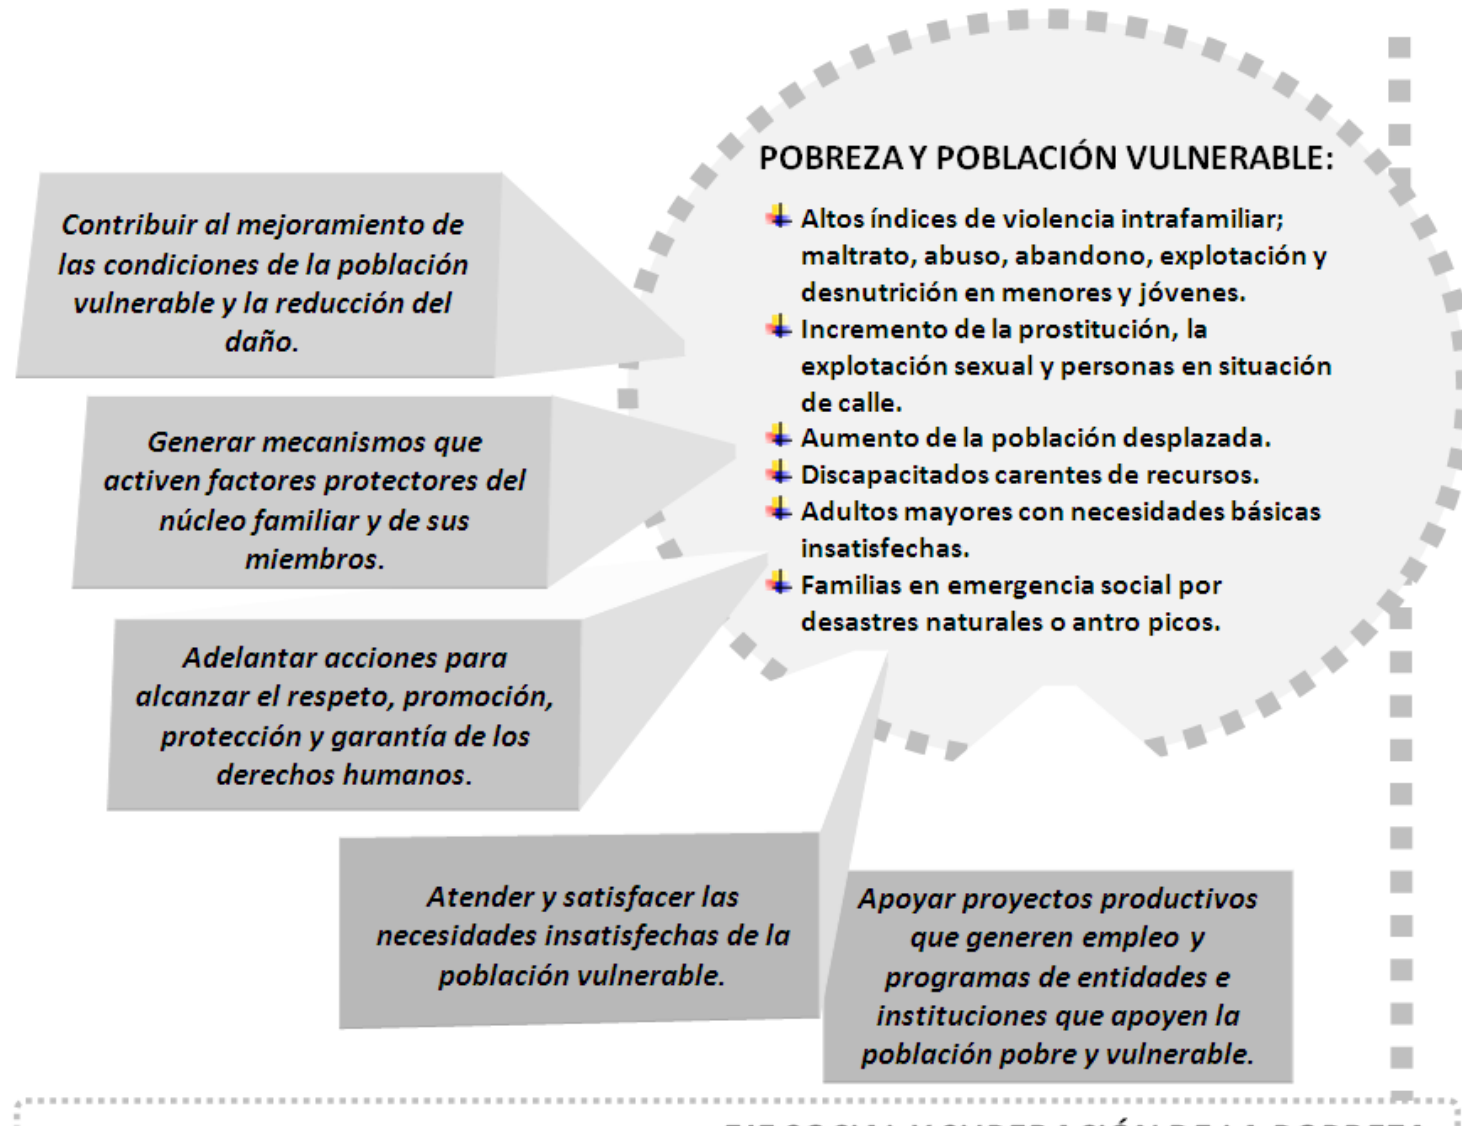 POBREZA Y POBLACIÓN VULNERABLE:
Altos índices de violencia intrafamiliar;
maltrato, abuso, abandono, explotación y
desnutrición en menores y jóvenes.
Incremento de la prostitución, la
explotación sexual y personas en situación
de calle.
Aumento de la población desplazada.
Discapacitados carentes de recursos.
Adultos mayores con necesidades básicas
insatisfechas.
Familias en emergencia social por
desastres naturales o antro picos.
Contribuir al mejoramiento de
las condiciones de la población
vulnerable y la reducción del
daño.
Generar mecanismos que
activen factores protectores del
núcleo familiar y de sus
miembros.
Adelantar acciones para
alcanzar el respeto, promoción,
protección y garantía de los
derechos humanos.
Atender y satisfacer las
necesidades insatisfechas de la
población vulnerable.
Apoyar proyectos productivos
que generen empleo y
programas de entidades e
instituciones que apoyen la
población pobre y vulnerable.